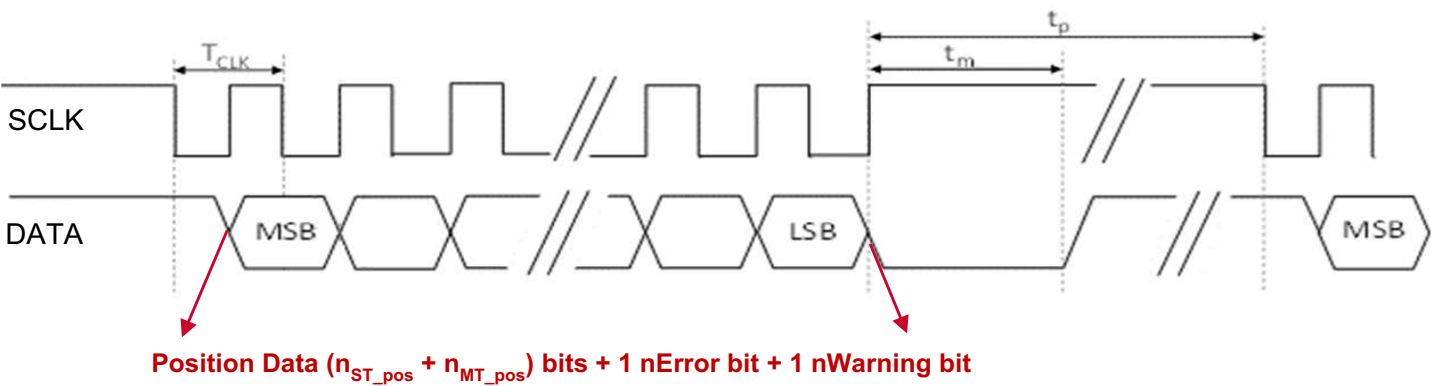 t_p
T_CLK
t_m
SCLK
DATA
MSB
LSB
MSB
Position Data (n_ST_pos + n_MT_pos) bits + 1 nError bit + 1 nWarning bit